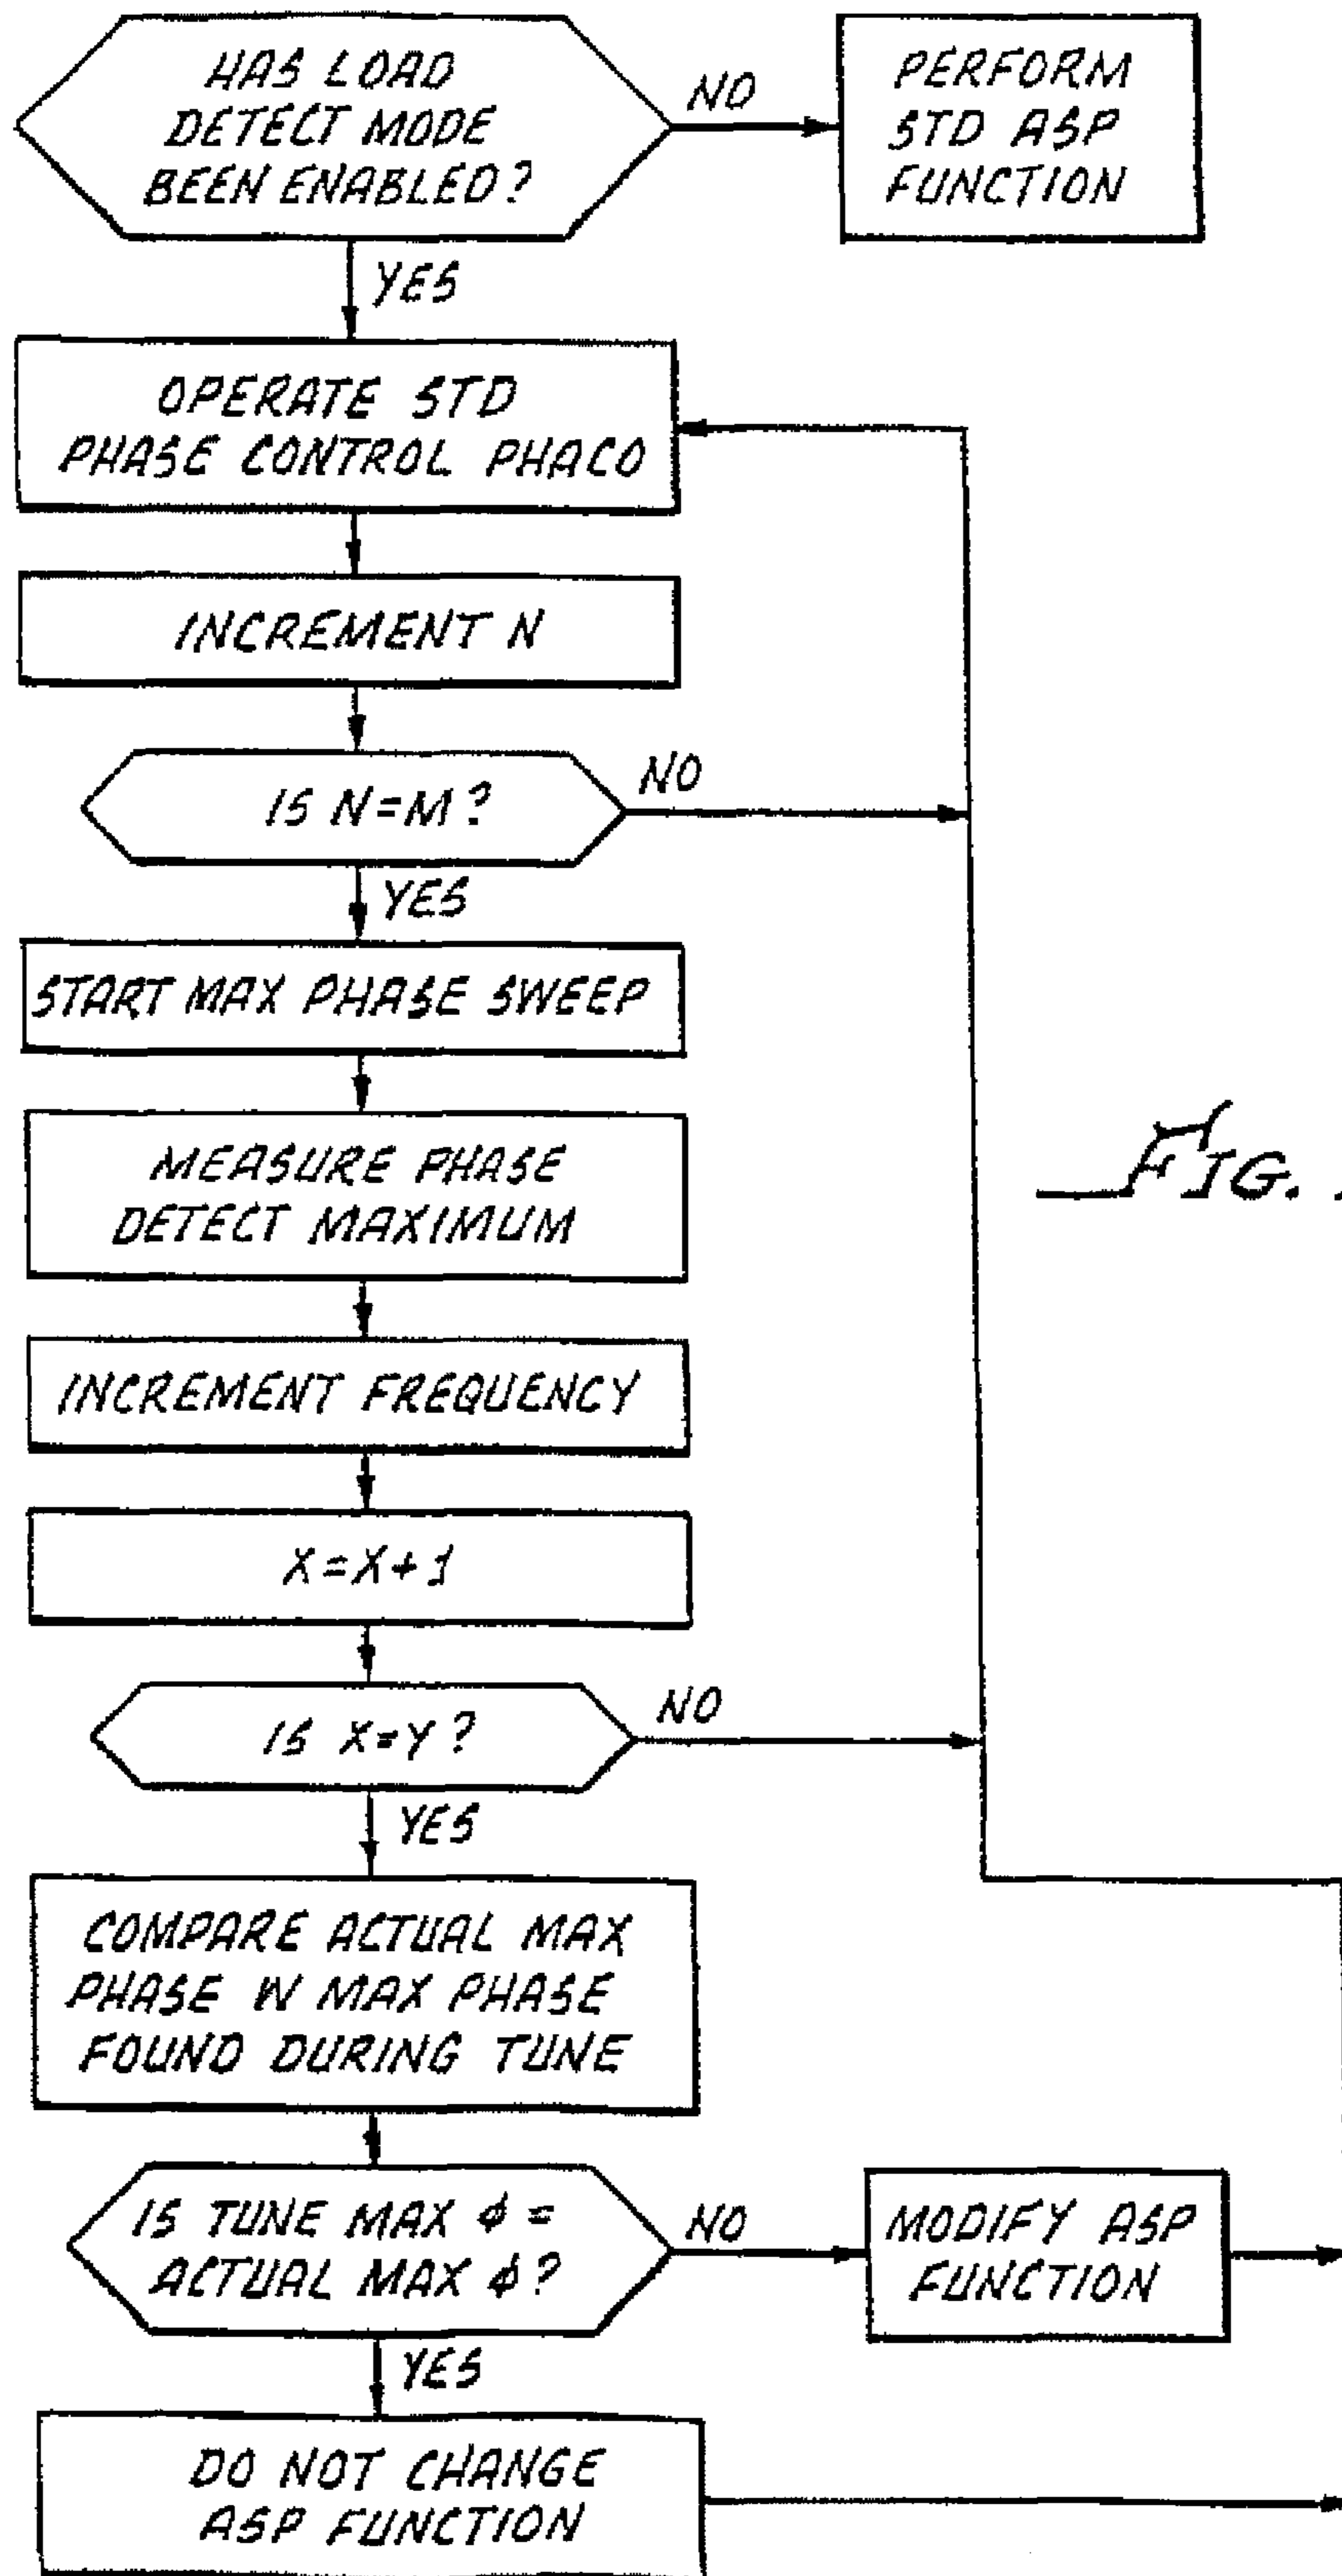 HAS LOAD
DETECT MODE
BEEN ENABLED?
NO
PERFORM
STD ASP
FUNCTION
YES
OPERATE STD
PHASE CONTROL PHACO
INCREMENT N
IS N=M?
NO
YES
START MAX PHASE SWEEP
MEASURE PHASE
DETECT MAXIMUM
FIG.
INCREMENT FREQUENCY
X=X+1
IS X=Y?
NO
YES
COMPARE ACTUAL MAX
PHASE W MAX PHASE
FOUND DURING TUNE
IS TUNE MAX ϕ =
ACTUAL MAX ϕ?
NO
MODIFY ASP
FUNCTION
YES
DO NOT CHANGE
ASP FUNCTION